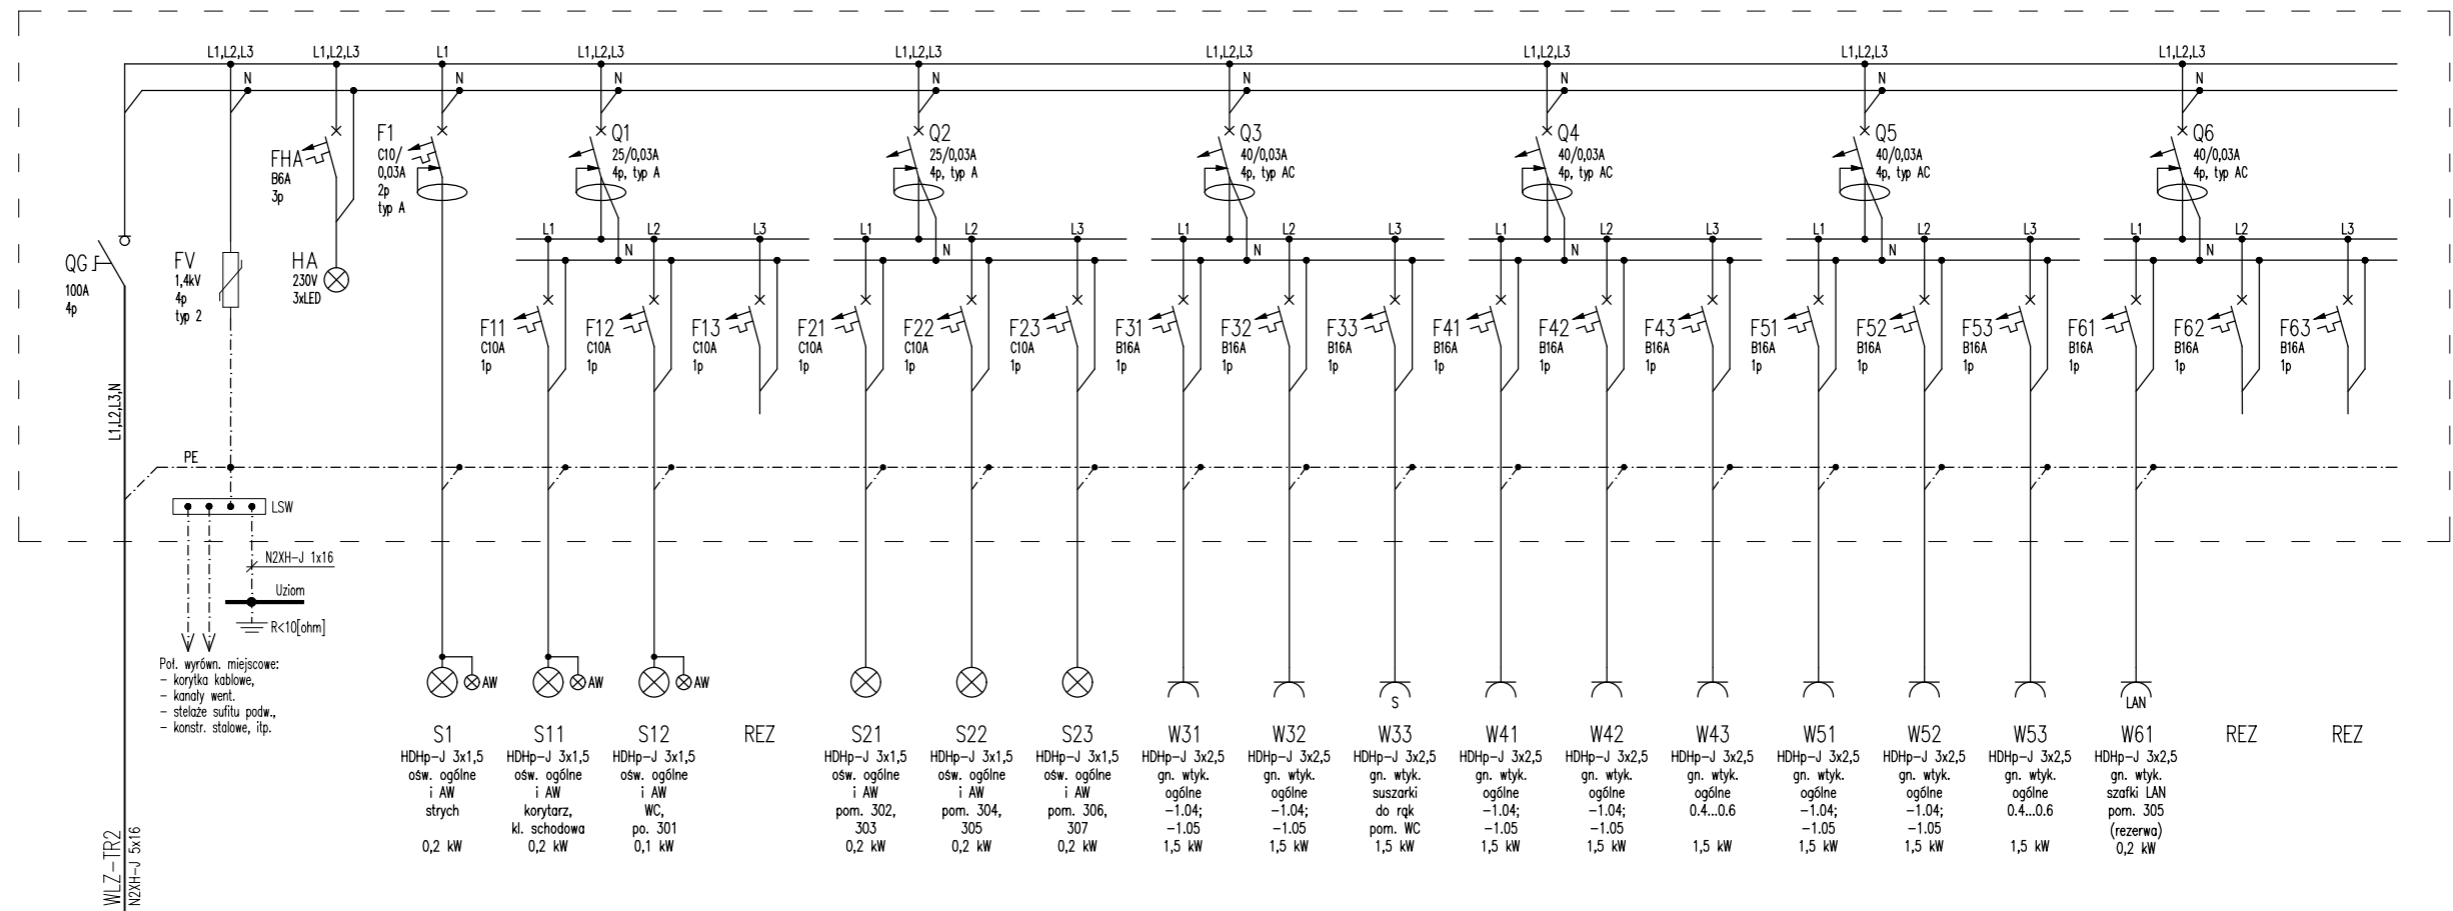 L1,L2,L3
L1,L2,L3
L1
L1,L2,L3
L1,L2,L3
L1,L2,L3
L1,L2,L3
L1,L2,L3
L1,L2,L3
N
N
N
N
N
N
N
N
FHA
B6A
3p
F1
C10/
0,03A
2p
typ A
Q1
25/0,03A
4p, typ A
Q2
25/0,03A
4p, typ A
Q3
40/0,03A
4p, typ AC
Q4
40/0,03A
4p, typ AC
Q5
40/0,03A
4p, typ AC
Q6
40/0,03A
4p, typ AC
QG
100A
4p
FV
1,4kV
4p
typ 2
HA
230V
3xLED
L1
L2
L3
N
L1
L2
L3
N
L1
L2
L3
N
L1
L2
L3
N
L1
L2
L3
N
L1
L2
L3
N
F11
C10A
1p
F12
C10A
1p
F13
C10A
1p
F21
C10A
1p
F22
C10A
1p
F23
C10A
1p
F31
B16A
1p
F32
B16A
1p
F33
B16A
1p
F41
B16A
1p
F42
B16A
1p
F43
B16A
1p
F51
B16A
1p
F52
B16A
1p
F53
B16A
1p
F61
B16A
1p
F62
B16A
1p
F63
B16A
1p
L1,L2,L3,N
PE
LSW
N2XH-J 1x16
Uziom
R<10[ohm]
Poł. wyrówn. miejscowe:
- korytka kablowe,
- kanały went.
- stelaże sufitu podw.,
- konstr. stalowe, itp.
WLZ-TR2
N2XH-J 5x16
AW
AW
AW
S
LAN
S1
HDHp-J 3x1,5
ośw. ogólne
i AW
strych
0,2 kW
S11
HDHp-J 3x1,5
ośw. ogólne
i AW
korytarz,
kl. schodowa
0,2 kW
S12
HDHp-J 3x1,5
ośw. ogólne
i AW
WC,
po. 301
0,1 kW
REZ
S21
HDHp-J 3x1,5
ośw. ogólne
i AW
pom. 302,
303
0,2 kW
S22
HDHp-J 3x1,5
ośw. ogólne
i AW
pom. 304,
305
0,2 kW
S23
HDHp-J 3x1,5
ośw. ogólne
i AW
pom. 306,
307
0,2 kW
W31
HDHp-J 3x2,5
gn. wtyk.
ogólne
-1.04;
-1.05
1,5 kW
W32
HDHp-J 3x2,5
gn. wtyk.
ogólne
-1.04;
-1.05
1,5 kW
W33
HDHp-J 3x2,5
gn. wtyk.
suszarki
do rąk
pom. WC
1,5 kW
W41
HDHp-J 3x2,5
gn. wtyk.
ogólne
-1.04;
-1.05
1,5 kW
W42
HDHp-J 3x2,5
gn. wtyk.
ogólne
-1.04;
-1.05
1,5 kW
W43
HDHp-J 3x2,5
gn. wtyk.
ogólne
0.4...0.6
1,5 kW
W51
HDHp-J 3x2,5
gn. wtyk.
ogólne
-1.04;
-1.05
1,5 kW
W52
HDHp-J 3x2,5
gn. wtyk.
ogólne
-1.04;
-1.05
1,5 kW
W53
HDHp-J 3x2,5
gn. wtyk.
ogólne
0.4...0.6
1,5 kW
W61
HDHp-J 3x2,5
gn. wtyk.
szafki LAN
pom. 305
(rezerwa)
0,2 kW
REZ
REZ